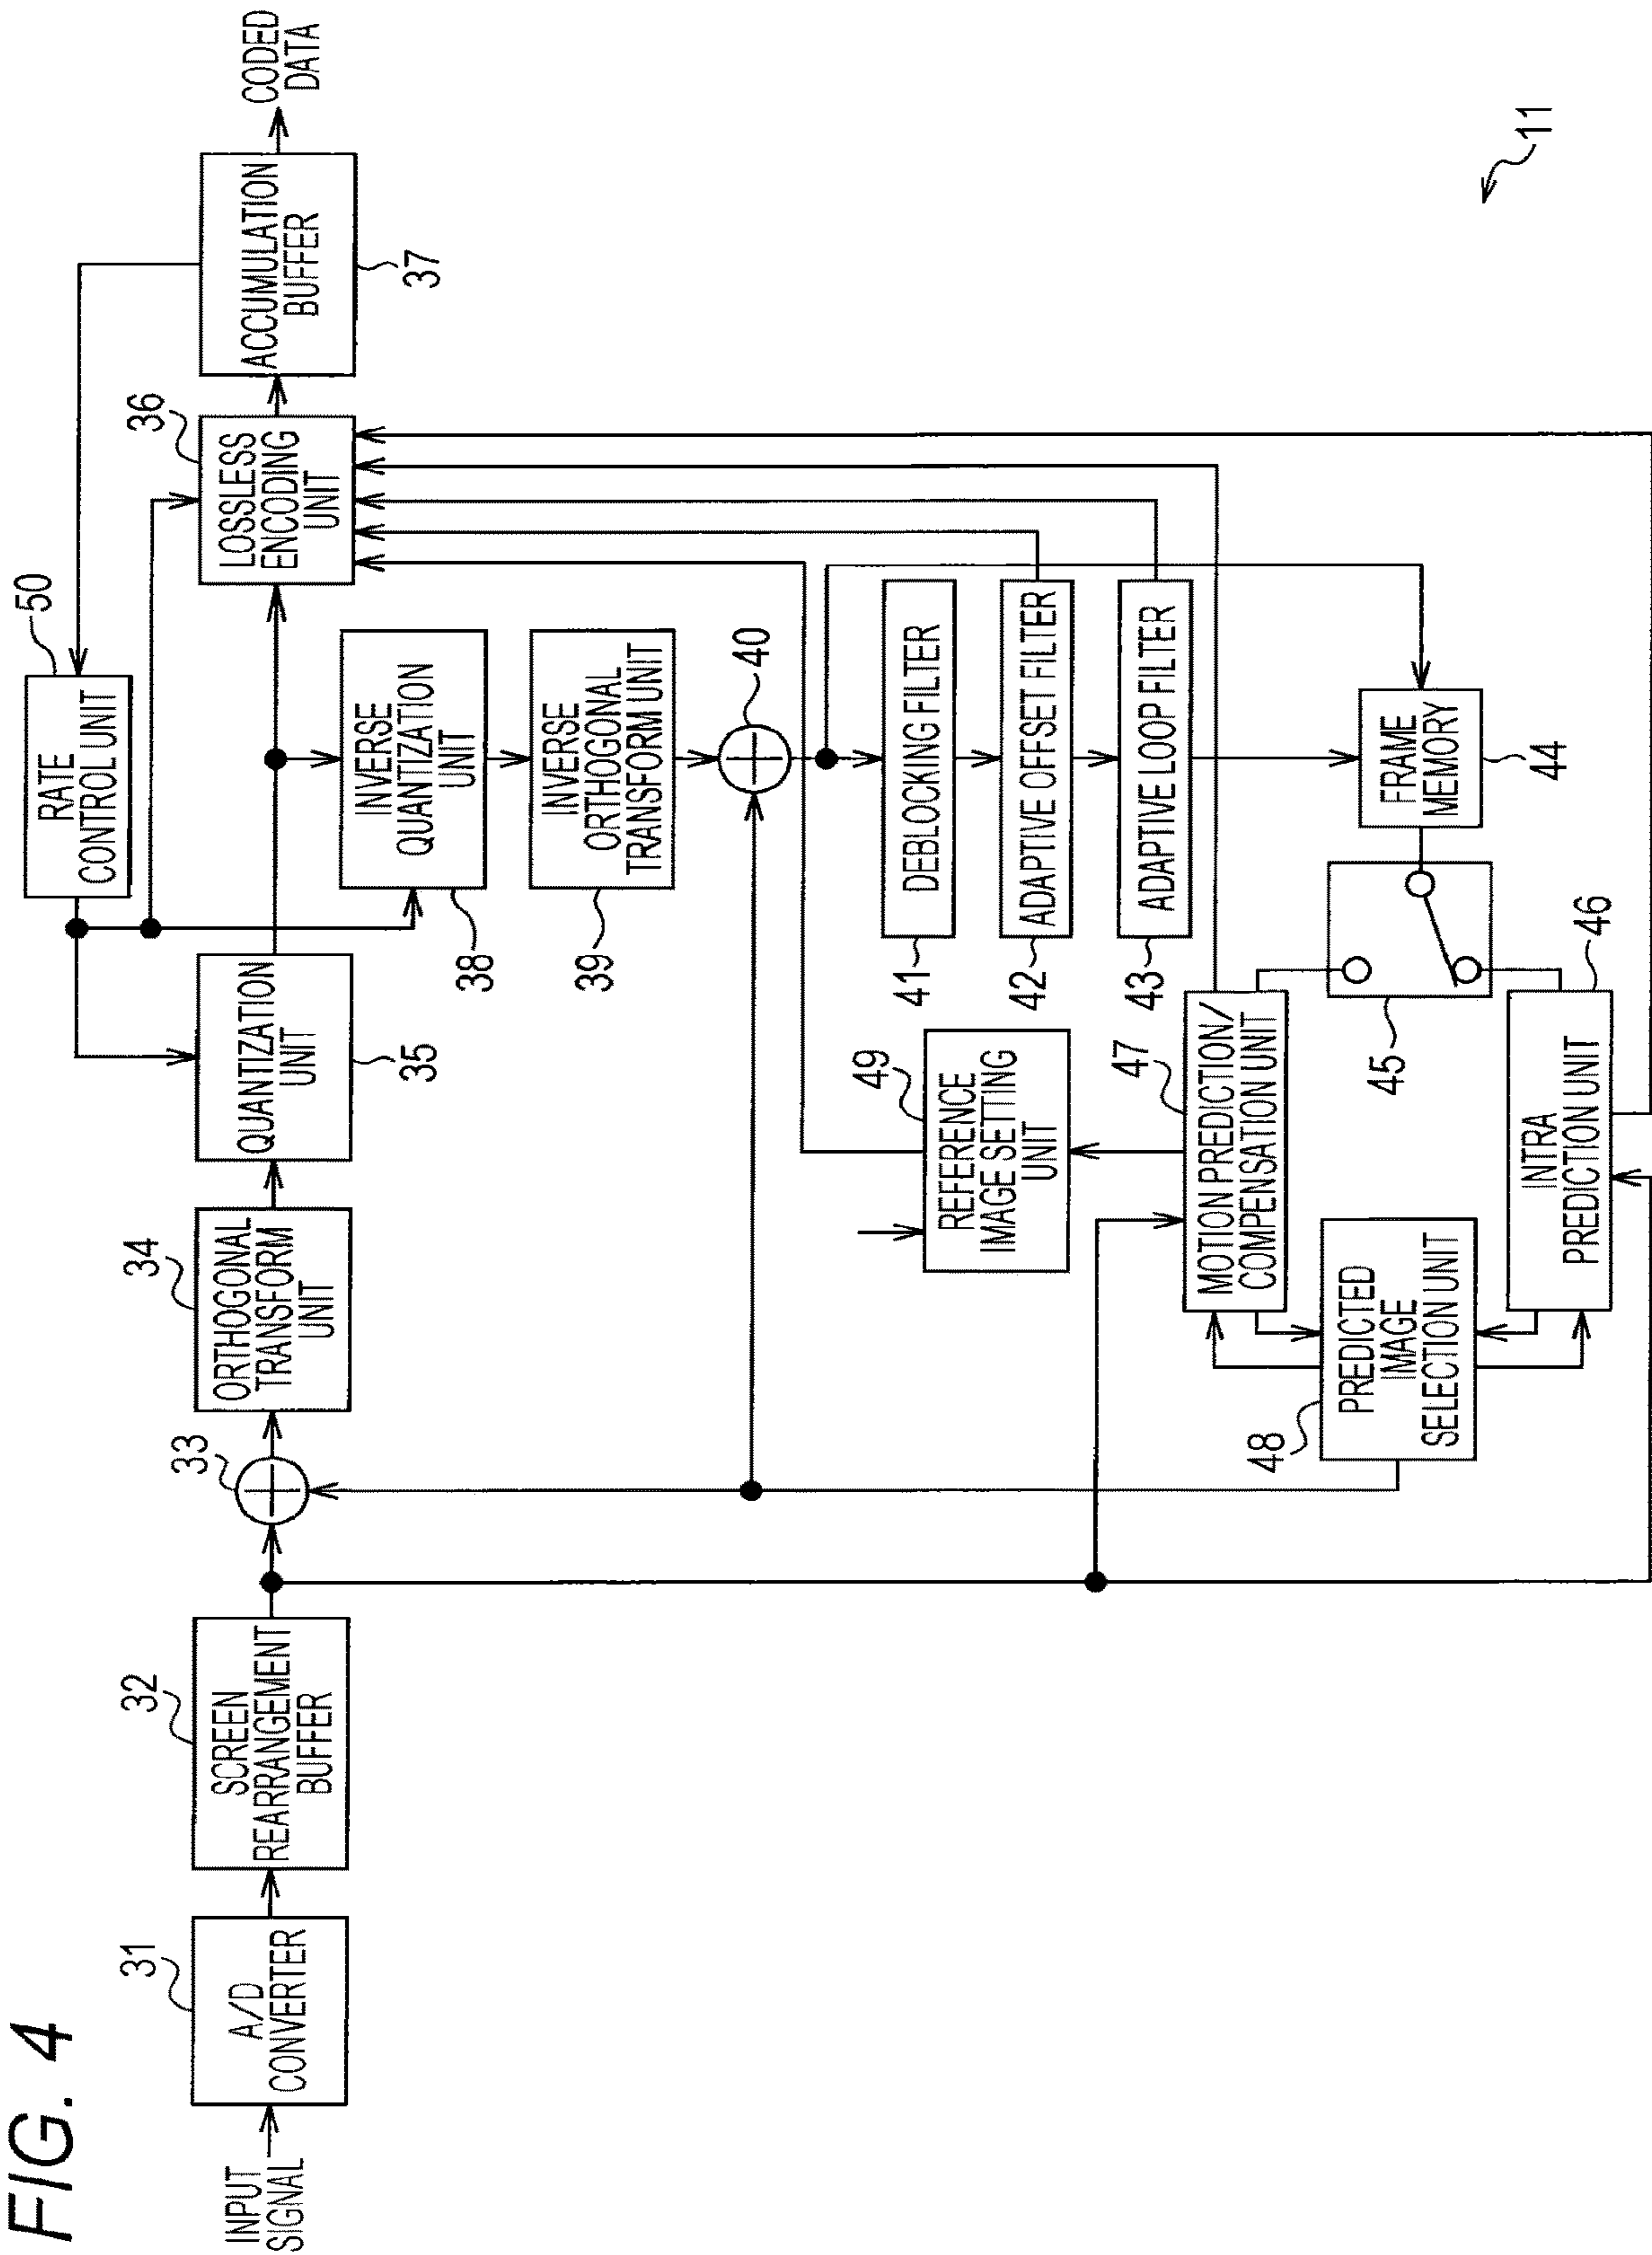 FIG. 4
INPUT
SIGNAL
31
A/D
CONVERTER
32
SCREEN
REARRANGEMENT
BUFFER
33
34
ORTHOGONAL
TRANSFORM
UNIT
35
QUANTIZATION
UNIT
50
RATE
CONTROL UNIT
36
LOSSLESS
ENCODING
UNIT
37
ACCUMULATION
BUFFER
CODED
DATA
38
INVERSE
QUANTIZATION
UNIT
39
INVERSE
ORTHOGONAL
TRANSFORM UNIT
40
41
DEBLOCKING FILTER
42
ADAPTIVE OFFSET FILTER
43
ADAPTIVE LOOP FILTER
44
FRAME
MEMORY
45
46
INTRA
PREDICTION UNIT
47
MOTION PREDICTION/
COMPENSATION UNIT
48
PREDICTED
IMAGE
SELECTION UNIT
49
REFERENCE
IMAGE SETTING
UNIT
11